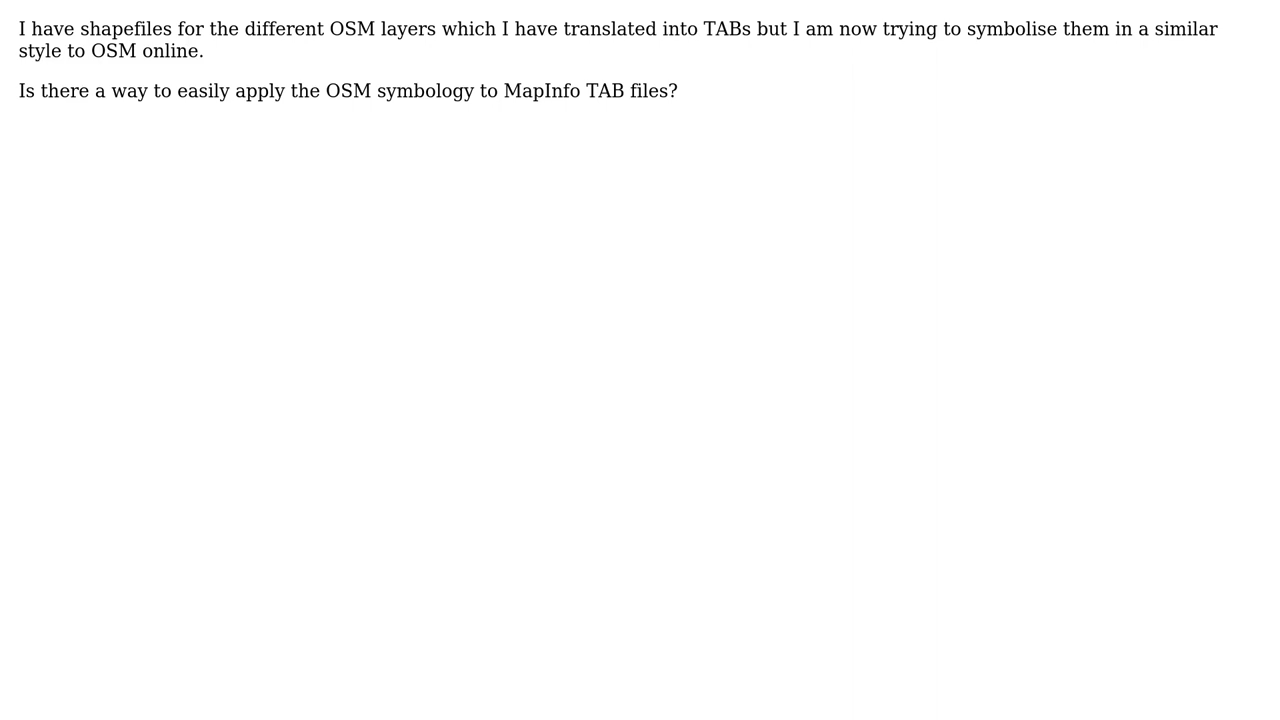 I have shapefiles for the different OSM layers which I have translated into TABs but I am now trying to symbolise them in a similar
style to OSM online.
Is there a way to easily apply the OSM symbology to MapInfo TAB files?